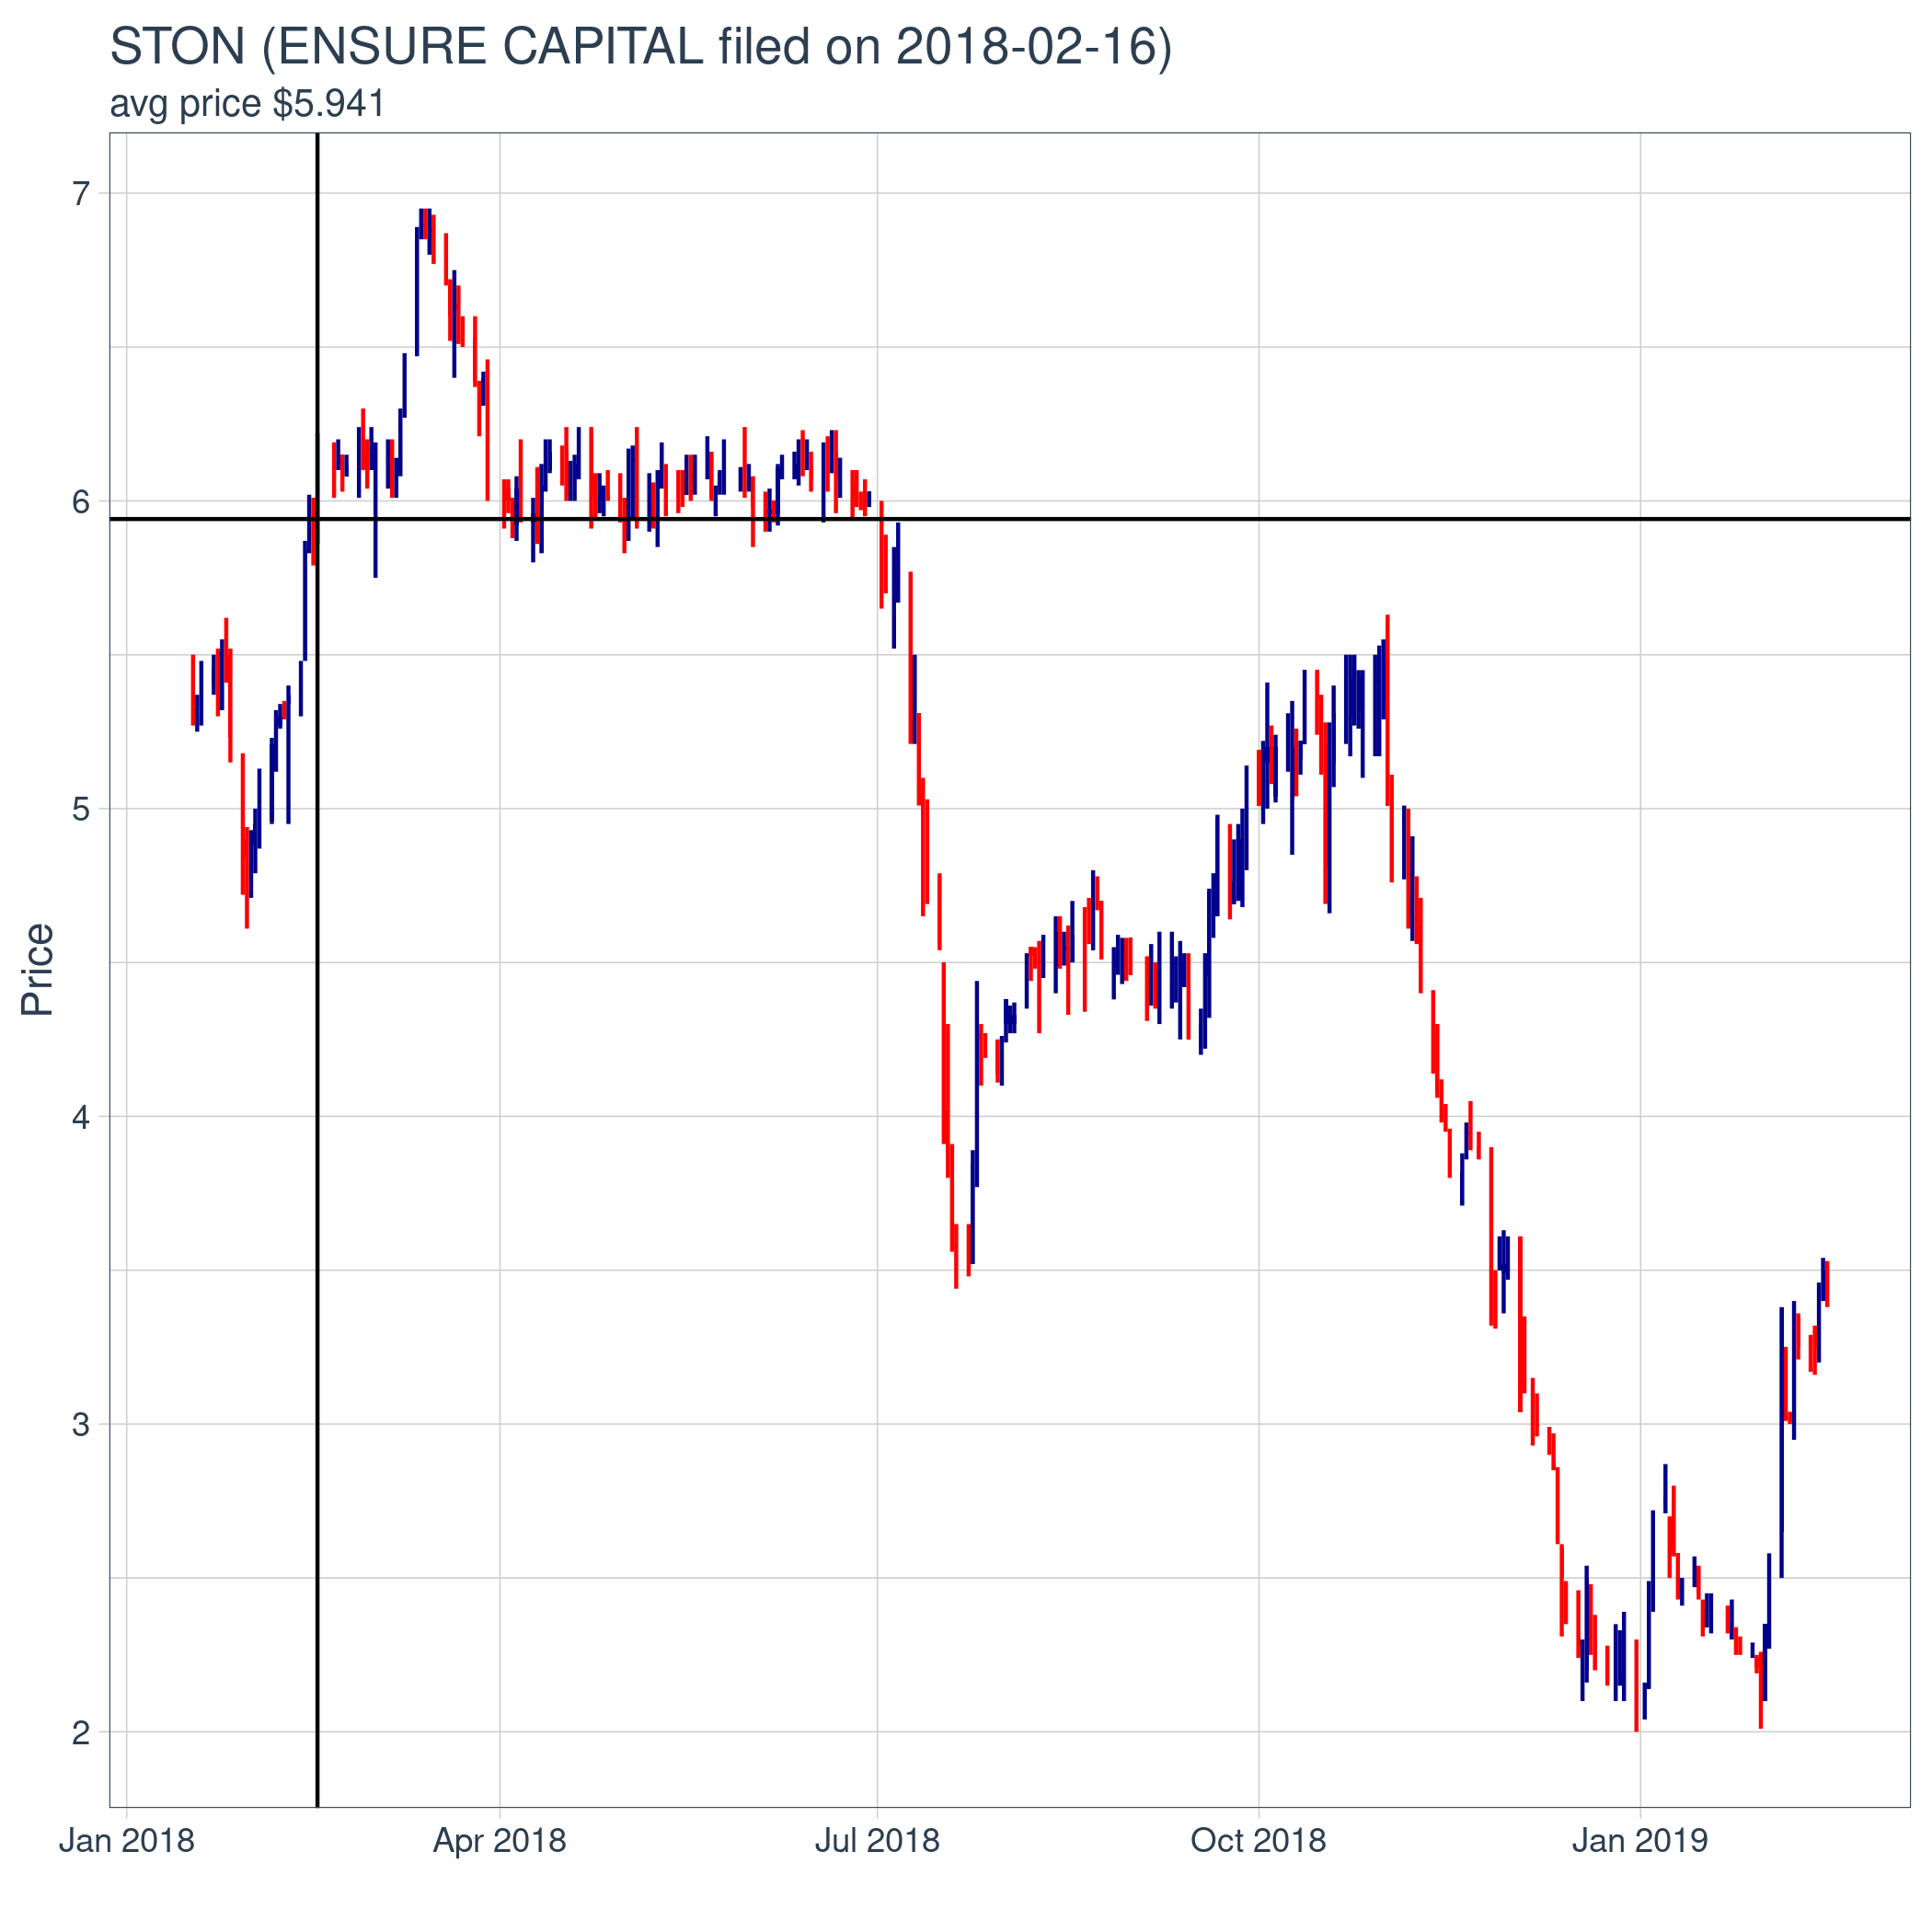 STON (ENSURE CAPITAL filed on 2018-02-16)
avg price $5.941
7
6
5
4
3
2
Price
Jan 2018
Apr 2018
Jul 2018
Oct 2018
Jan 2019